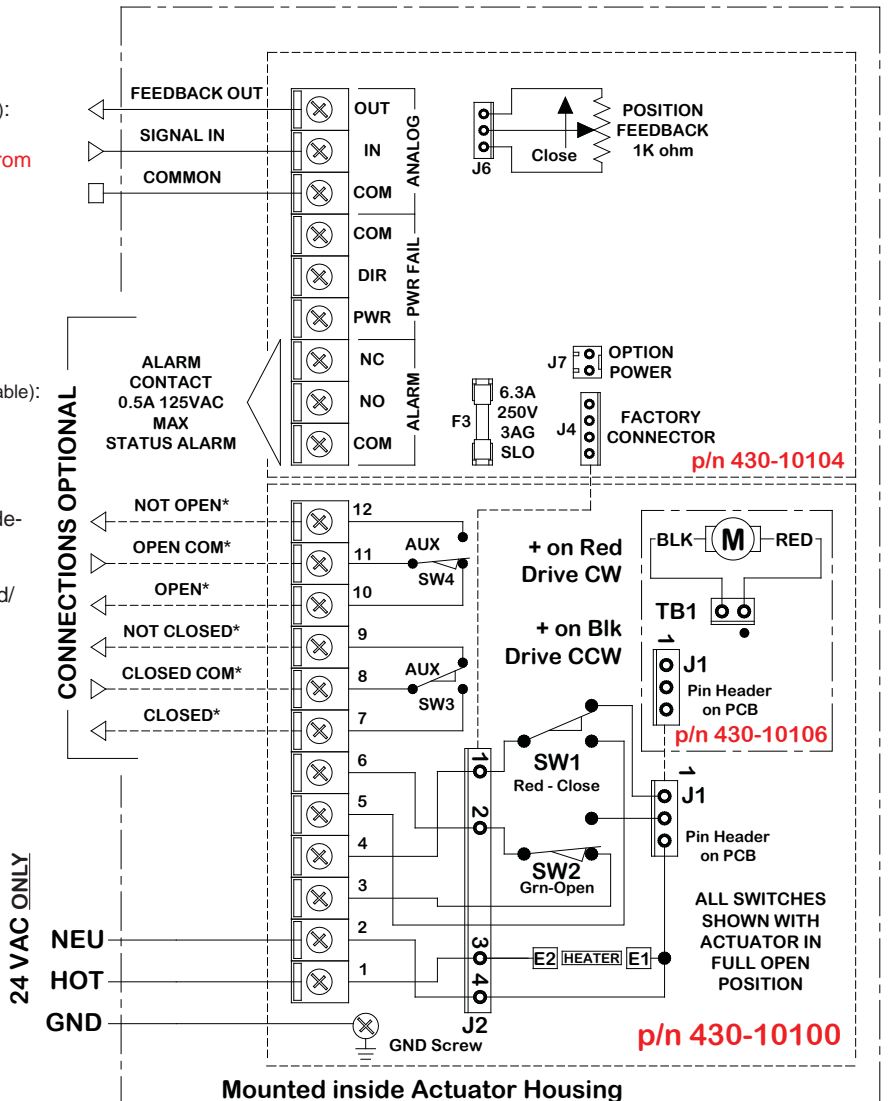 ):
rom
able):
de-
d/
FEEDBACK OUT
SIGNAL IN
COMMON
OUT
IN
COM
ANALOG
COM
DIR
PWR
PWR FAIL
NC
NO
COM
ALARM
J6
Close
POSITION
FEEDBACK
1K ohm
J7
OPTION
POWER
F3
6.3A
250V
3AG
SLO
J4
FACTORY
CONNECTOR
p/n 430-10104
CONNECTIONS OPTIONAL
ALARM
CONTACT
0.5A 125VAC
MAX
STATUS ALARM
NOT OPEN*
OPEN COM*
OPEN*
NOT CLOSED*
CLOSED COM*
CLOSED*
12
11
10
9
8
7
6
5
4
3
2
1
AUX
SW4
AUX
SW3
+ on Red
Drive CW
+ on Blk
Drive CCW
BLK
M
RED
TB1
1
J1
Pin Header
on PCB
p/n 430-10106
SW1
Red - Close
SW2
Grn-Open
1
2
3
4
J2
1
J1
Pin Header
on PCB
E2 HEATER E1
ALL SWITCHES
SHOWN WITH
ACTUATOR IN
FULL OPEN
POSITION
24 VAC ONLY
NEU
HOT
GND
GND Screw
p/n 430-10100
Mounted inside Actuator Housing